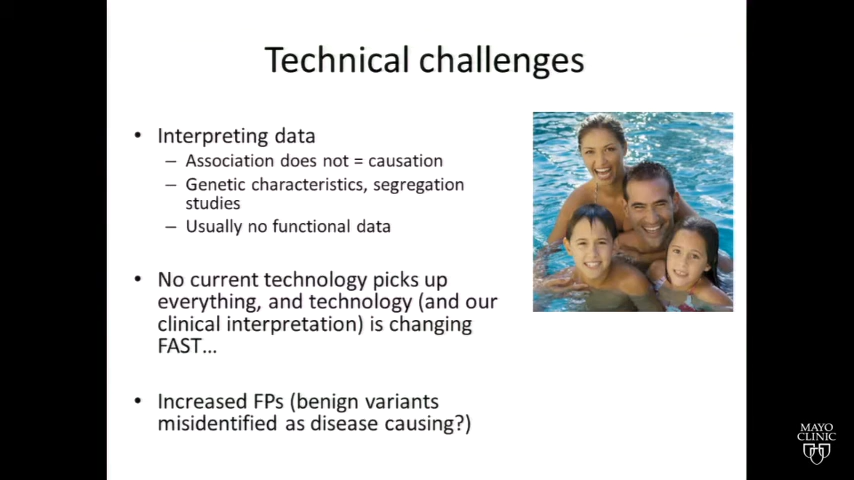 Technical challenges
• Interpreting data
– Association does not = causation
– Genetic characteristics, segregation
studies
– Usually no functional data
• No current technology picks up
everything, and technology (and our
clinical interpretation) is changing
FAST...
• Increased FPs (benign variants
misidentified as disease causing?)
MAYO
CLINIC